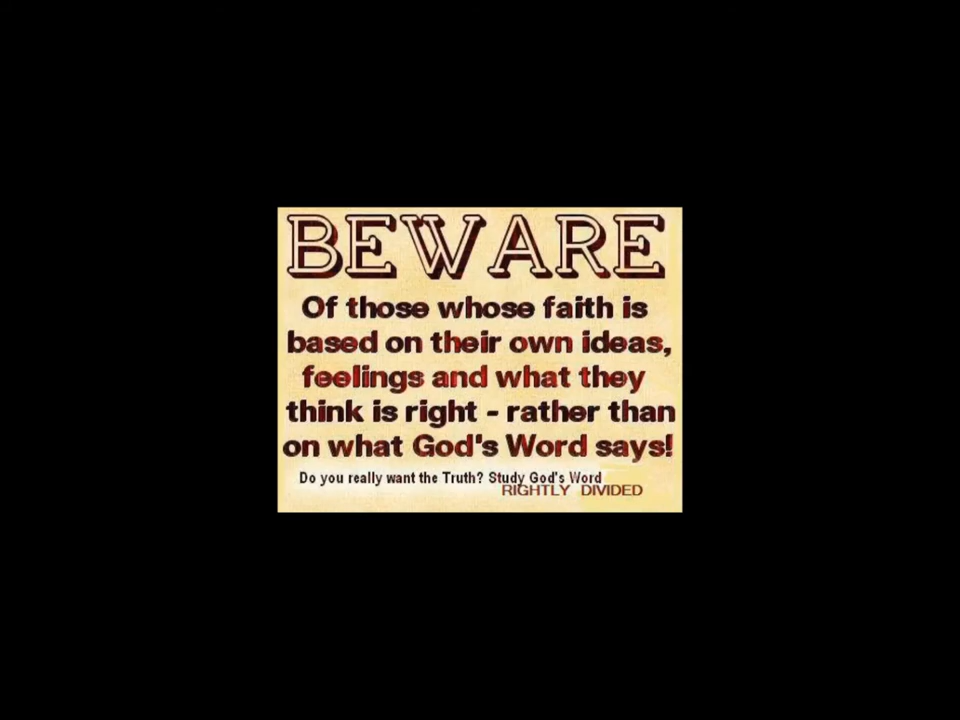 BEWARE
Of those whose faith is
based on their own ideas,
feelings and what they
think is right - rather than
on what God's Word says!
Do you really want the Truth? Study God's Word
RIGHTLY DIVIDED